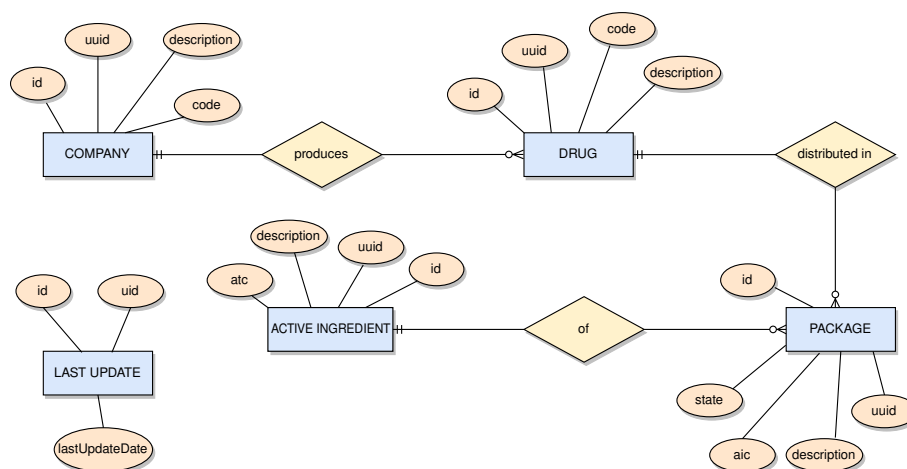 uuid
description
id
code
COMPANY
produces
code
uuid
description
id
DRUG
distributed in
description
uuid
atc
id
ACTIVE INGREDIENT
of
id
PACKAGE
state
aic
description
uuid
id
uid
LAST UPDATE
lastUpdateDate